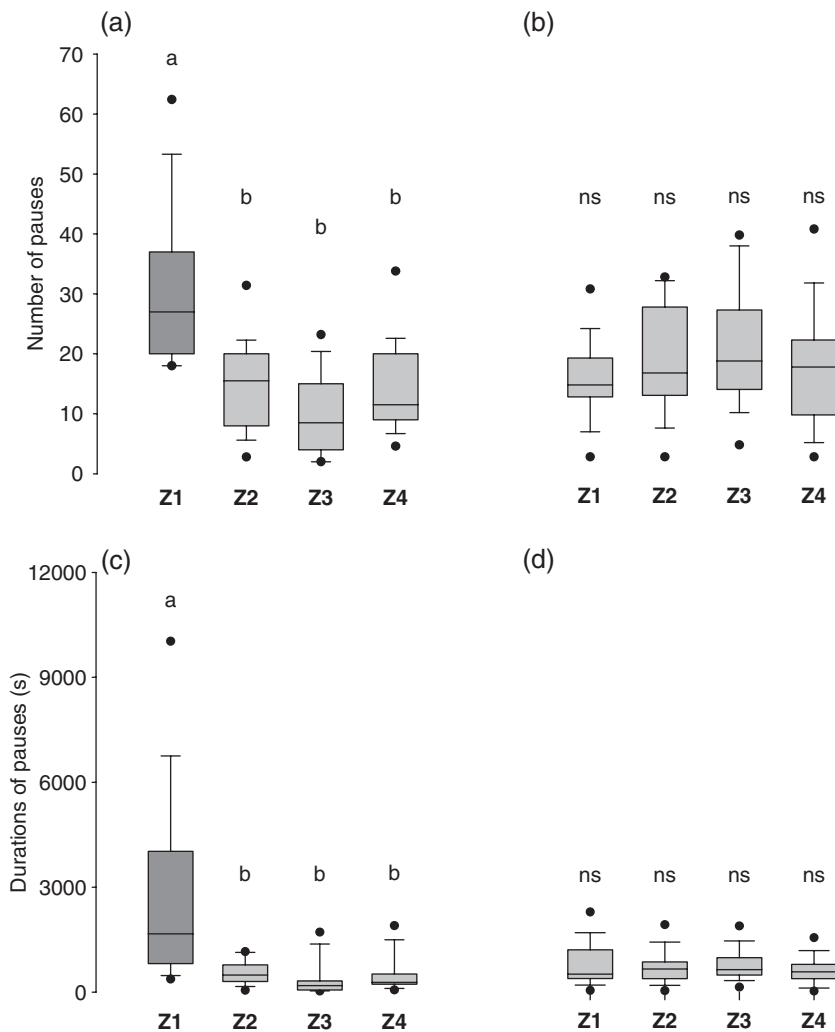 (a)
(b)
Number of pauses
70
60
50
40
30
20
10
0
a
b
b
b
ns
ns
ns
ns
Z1
Z2
Z3
Z4
Z1
Z2
Z3
Z4
(c)
(d)
Durations of pauses (s)
12000
9000
6000
3000
0
a
b
b
b
ns
ns
ns
ns
Z1
Z2
Z3
Z4
Z1
Z2
Z3
Z4